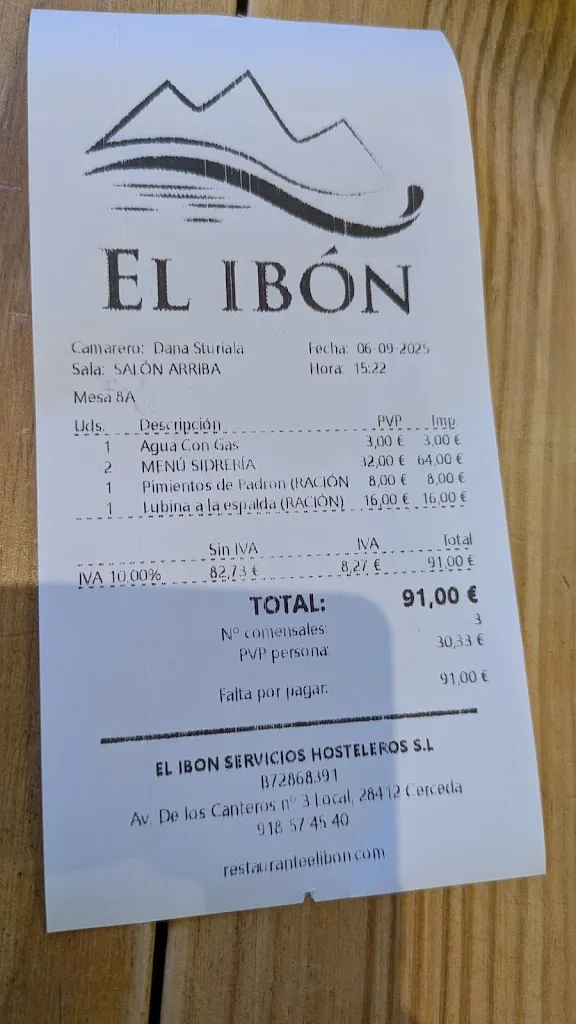 EL IBÓN
Camarero: Dana Sturiala Fecha: 06-09-2025
Sala: SALÓN ARRIBA Hora: 15:22
Mesa 8A
Uds. Descripción PVP Imp.
1 Agua Con Gas 3,00 € 3,00 €
2 MENÚ SIDRERÍA 32,00 € 64,00 €
1 Pimientos de Padron (RACIÓN 8,00 € 8,00 €
1 Lubina a la espalda (RACIÓN) 16,00 € 16,00 €
Sin IVA IVA Total
IVA 10,00% 82,73 € 8,27 € 91,00 €
TOTAL: 91,00 €
Nº comensales: 3
PVP persona: 30,33 €
Falta por pagar: 91,00 €
EL IBON SERVICIOS HOSTELEROS S.L
B72868391
Av. De los Canteros nº 3 Local, 28412 Cerceda
918 57 45 40
restauranteelibon.com